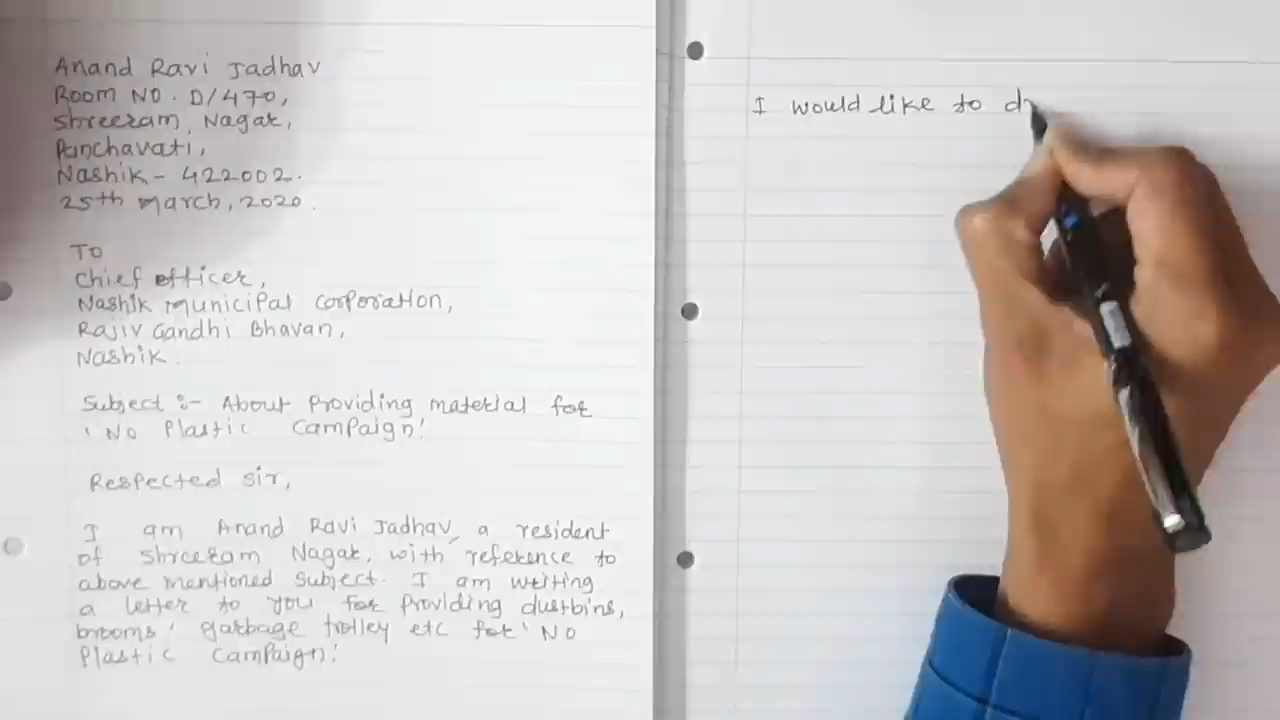 Anand Ravi Jadhav
Room NO. D/470,
Shreeram Nagar,
Panchavati,
Nashik - 422002.
25th March, 2020.
To
Chief officer,
Nashik Municipal Corporation,
Rajiv Gandhi Bhavan,
Nashik.
Subject :- About Providing material for
'No Plastic Campaign'.
Respected Sir,
I am Anand Ravi Jadhav, a resident
of Shreeram Nagar, with reference to
above mentioned subject. I am writing
a letter to you for Providing dustbins,
brooms, garbage trolley etc for 'No
Plastic Campaign'.
I would like to